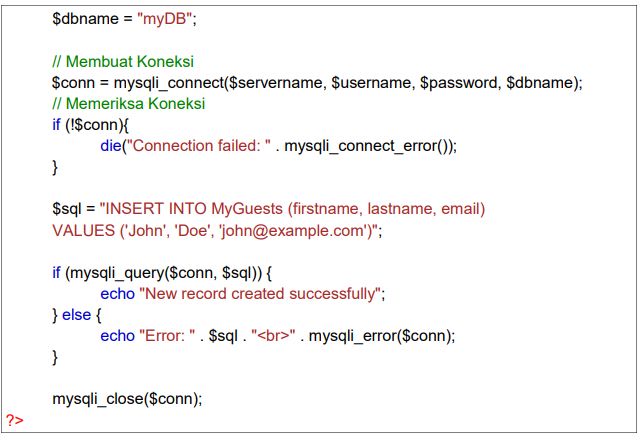 $dbname = "myDB";
// Membuat Koneksi
$conn = mysqli_connect($servername, $username, $password, $dbname);
// Memeriksa Koneksi
if (!$conn){
die("Connection failed: " . mysqli_connect_error());
}
$sql = "INSERT INTO MyGuests (firstname, lastname, email)
VALUES ('John', 'Doe', 'john@example.com')";
if (mysqli_query($conn, $sql)) {
echo "New record created successfully";
} else {
echo "Error: " . $sql . "<br>" . mysqli_error($conn);
}
mysqli_close($conn);
?>